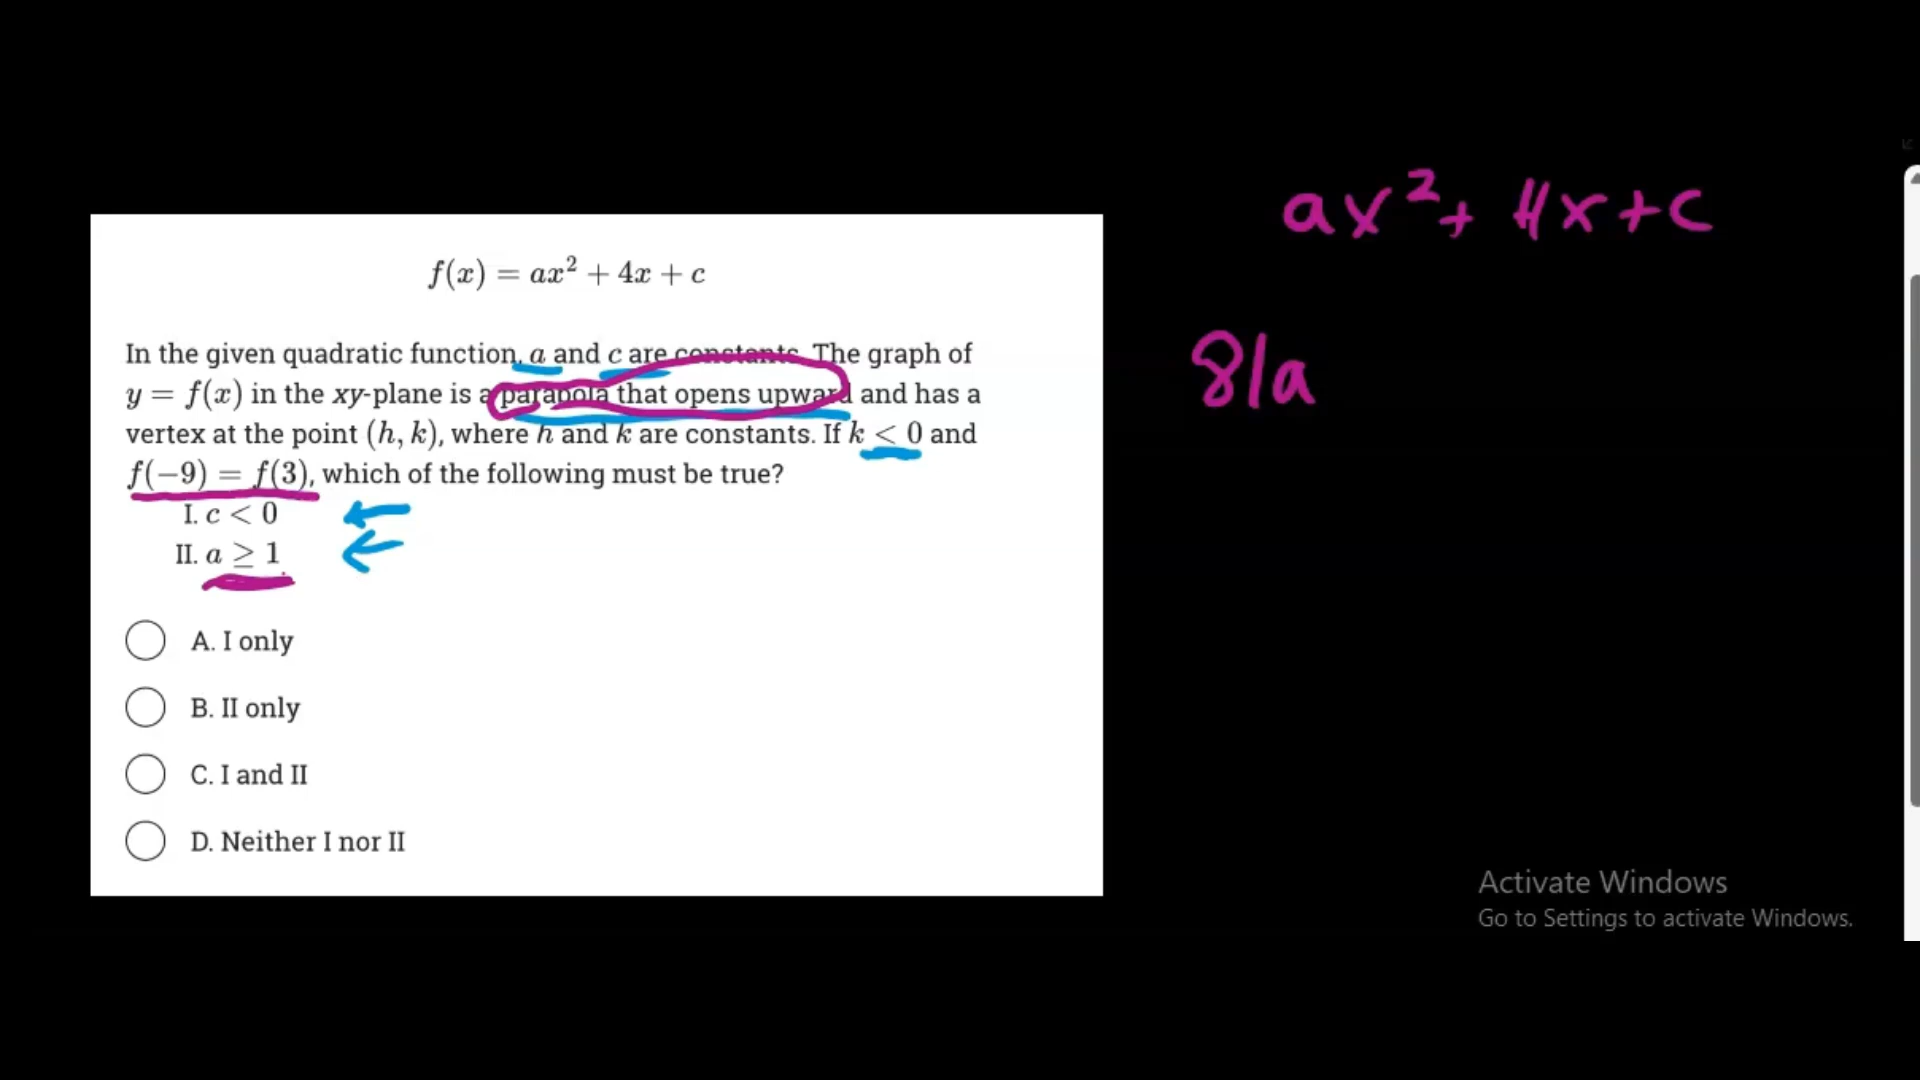 f(x) = ax² + 4x + c
In the given quadratic function, a and c are constants. The graph of
y = f(x) in the xy-plane is a parabola that opens upward and has a
vertex at the point (h, k), where h and k are constants. If k < 0 and
f(−9) = f(3), which of the following must be true?
I. c < 0
II. a ≥ 1
A. I only
B. II only
C. I and II
D. Neither I nor II
ax² + 4x + c
81a
Activate Windows
Go to Settings to activate Windows.